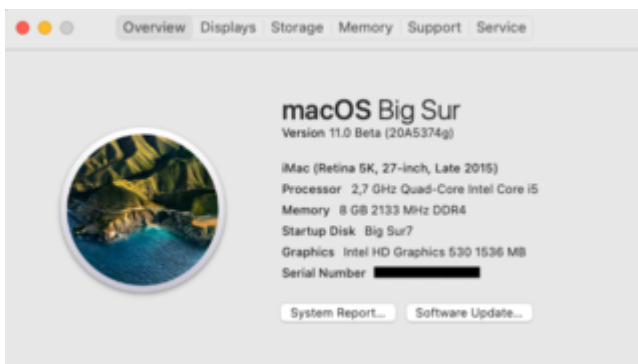 Overview Displays Storage Memory Support Service
macOS Big Sur
Version 11.0 Beta (20A5374g)
iMac (Retina 5K, 27-inch, Late 2015)
Processor 2,7 GHz Quad-Core Intel Core i5
Memory 8 GB 2133 MHz DDR4
Startup Disk Big Sur7
Graphics Intel HD Graphics 530 1536 MB
Serial Number
System Report... Software Update...